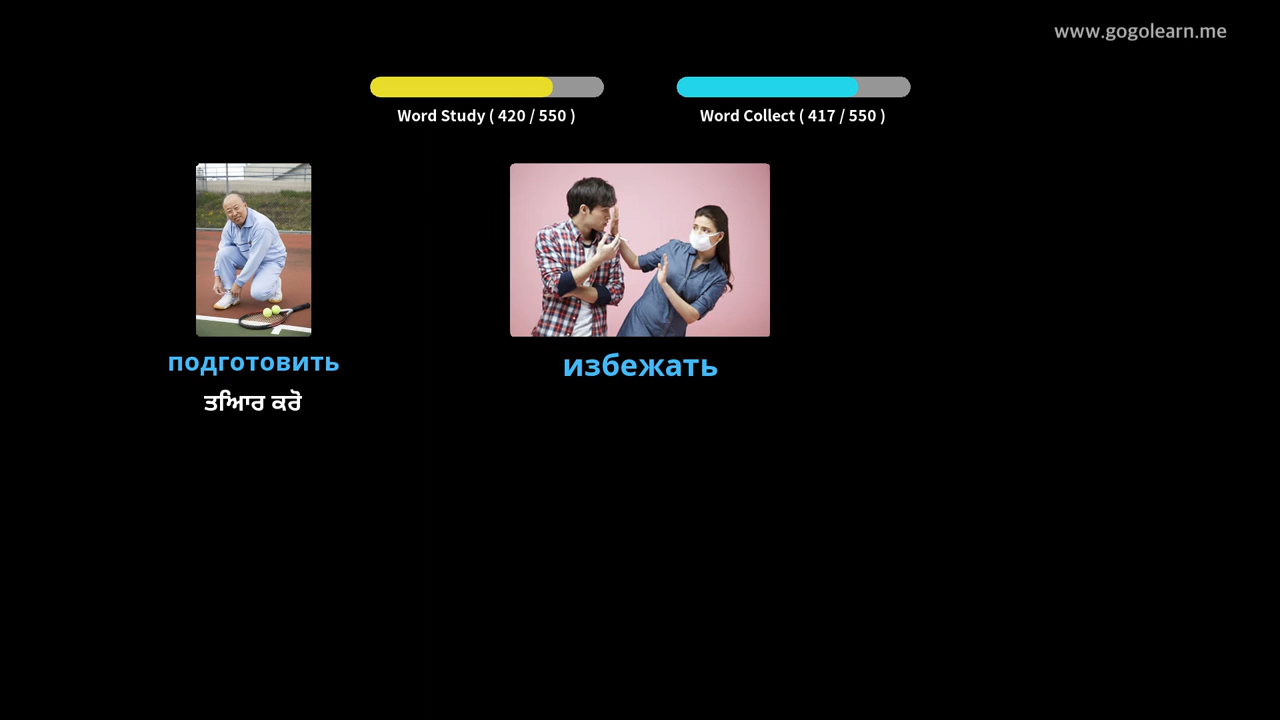 www.gogolearn.me
Word Study ( 420 / 550 )
Word Collect ( 417 / 550 )
подготовить
ਤਿਆਰ ਕਰੋ
избежать